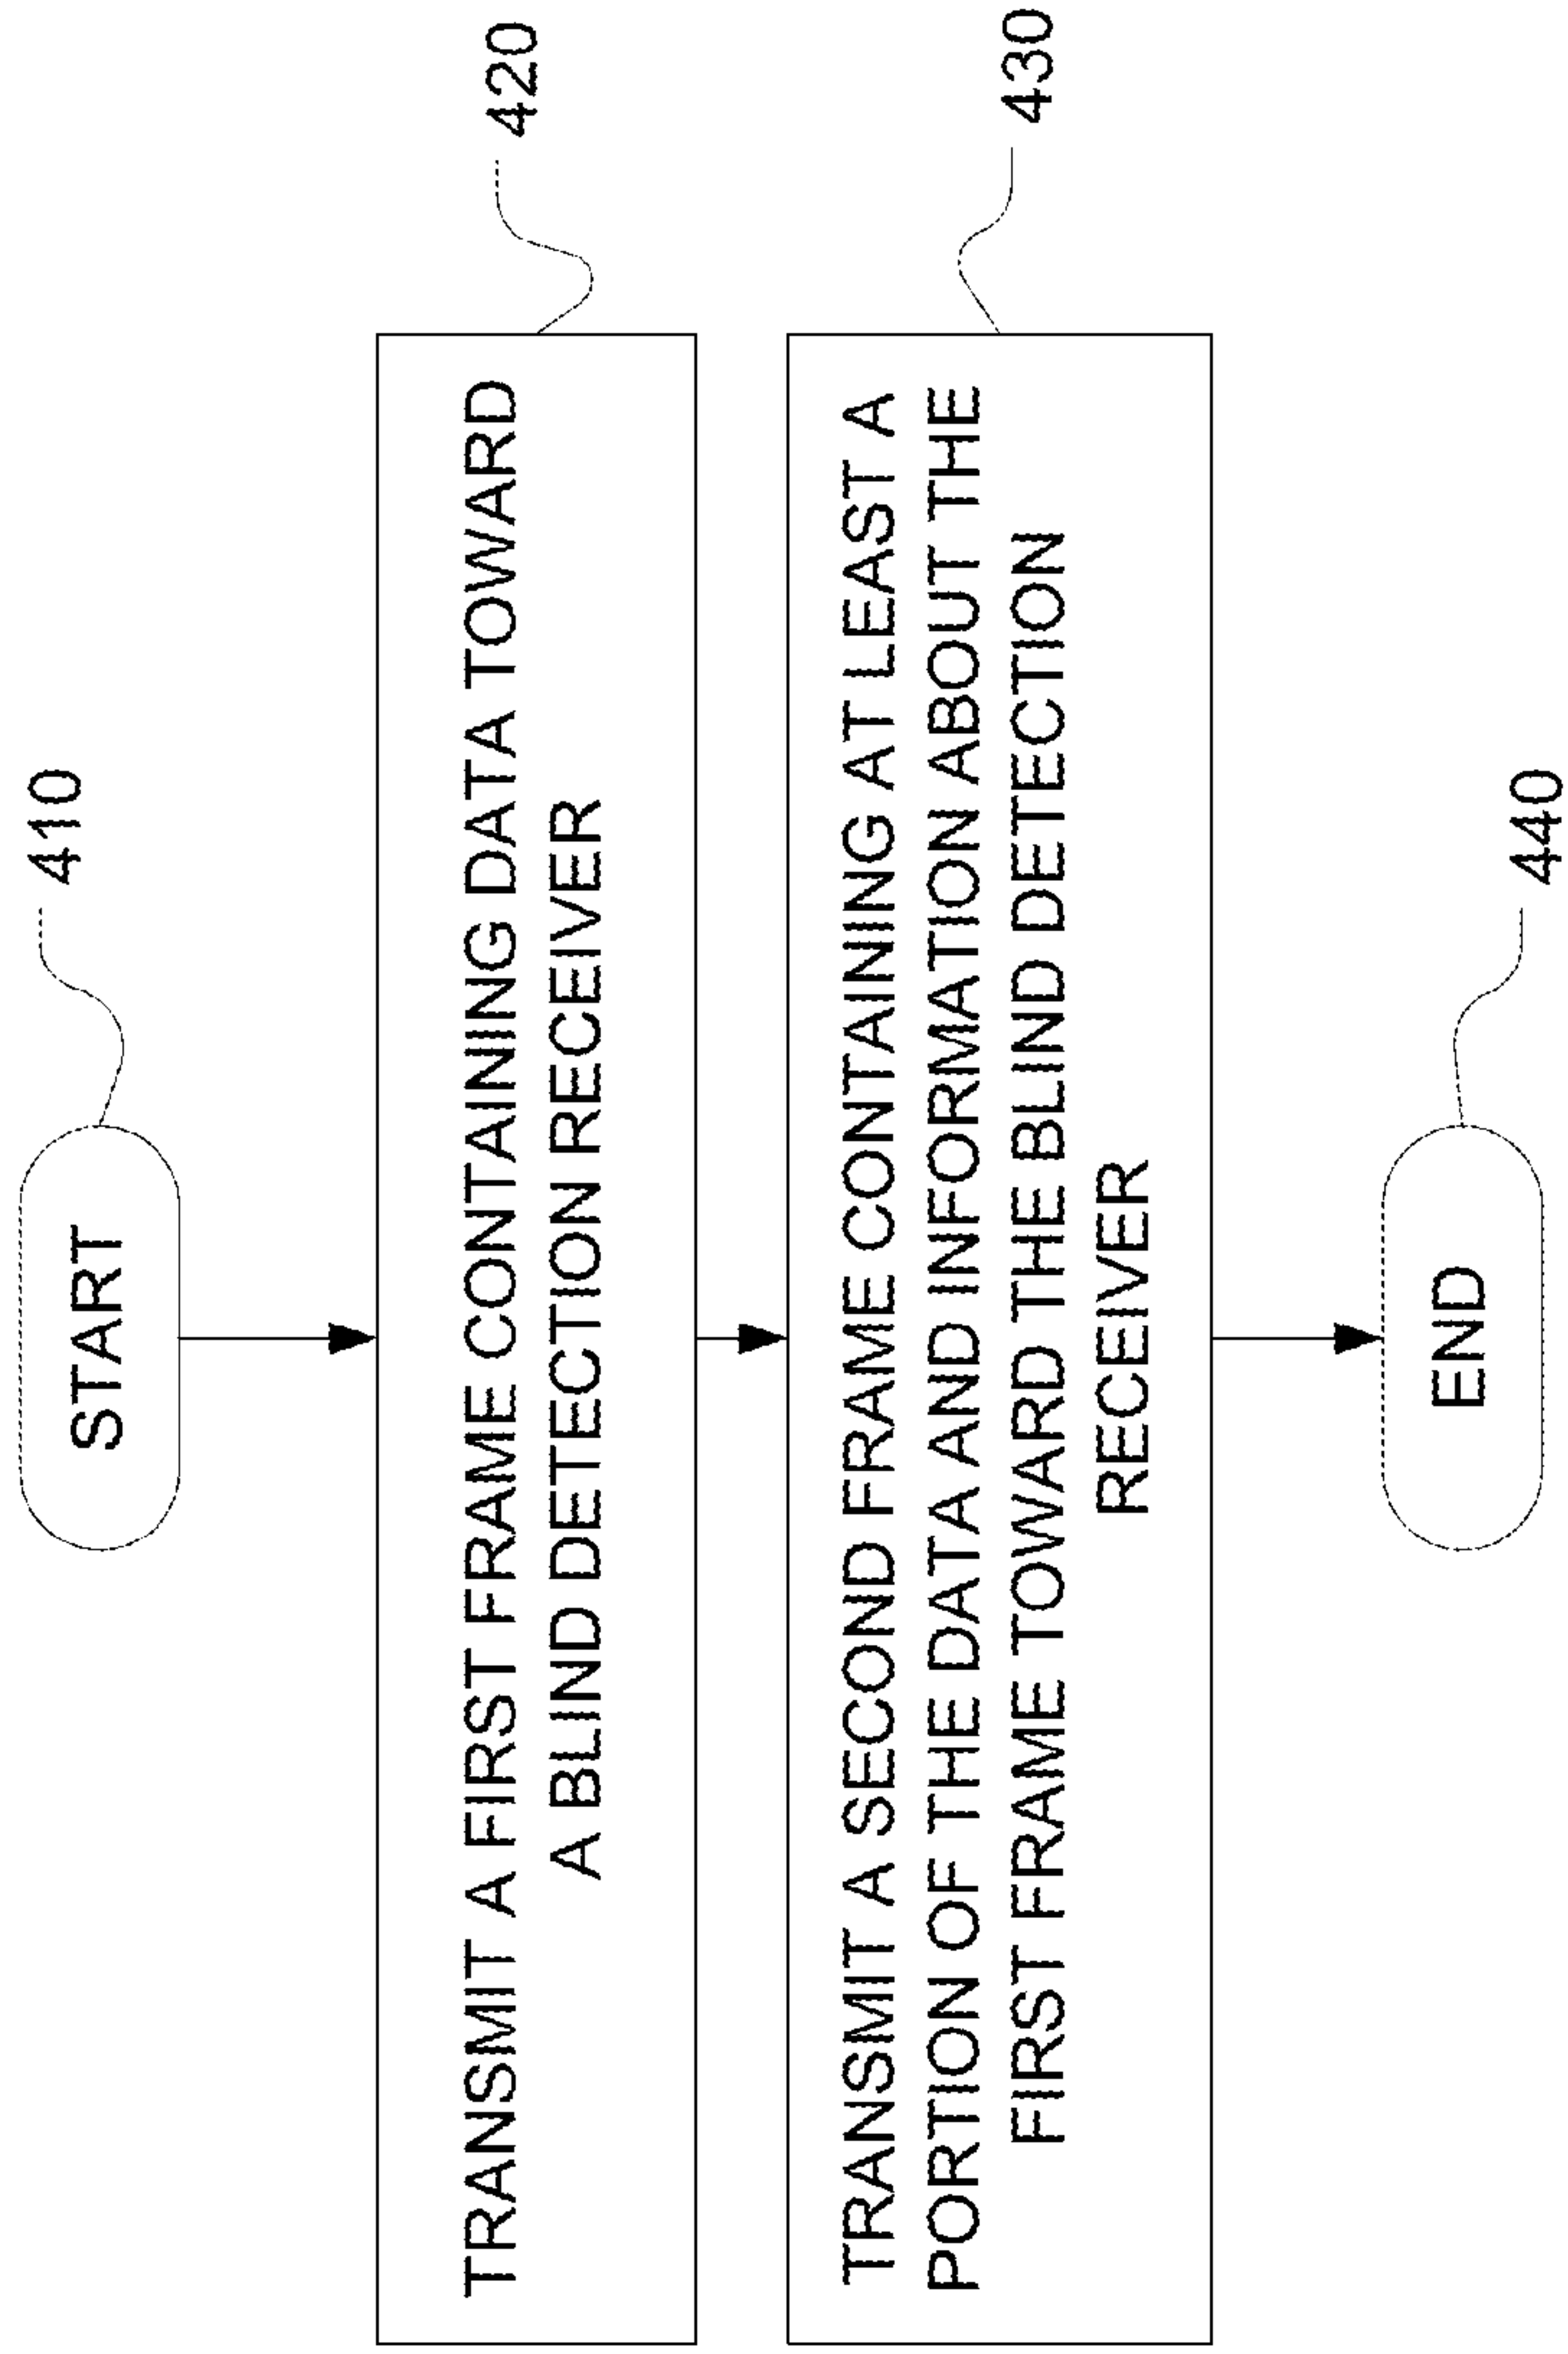 START
410
TRANSMIT A FIRST FRAME CONTAINING DATA TOWARD
A BLIND DETECTION RECEIVER
420
TRANSMIT A SECOND FRAME CONTAINING AT LEAST A
PORTION OF THE DATA AND INFORMATION ABOUT THE
FIRST FRAME TOWARD THE BLIND DETECTION
RECEIVER
430
END
440